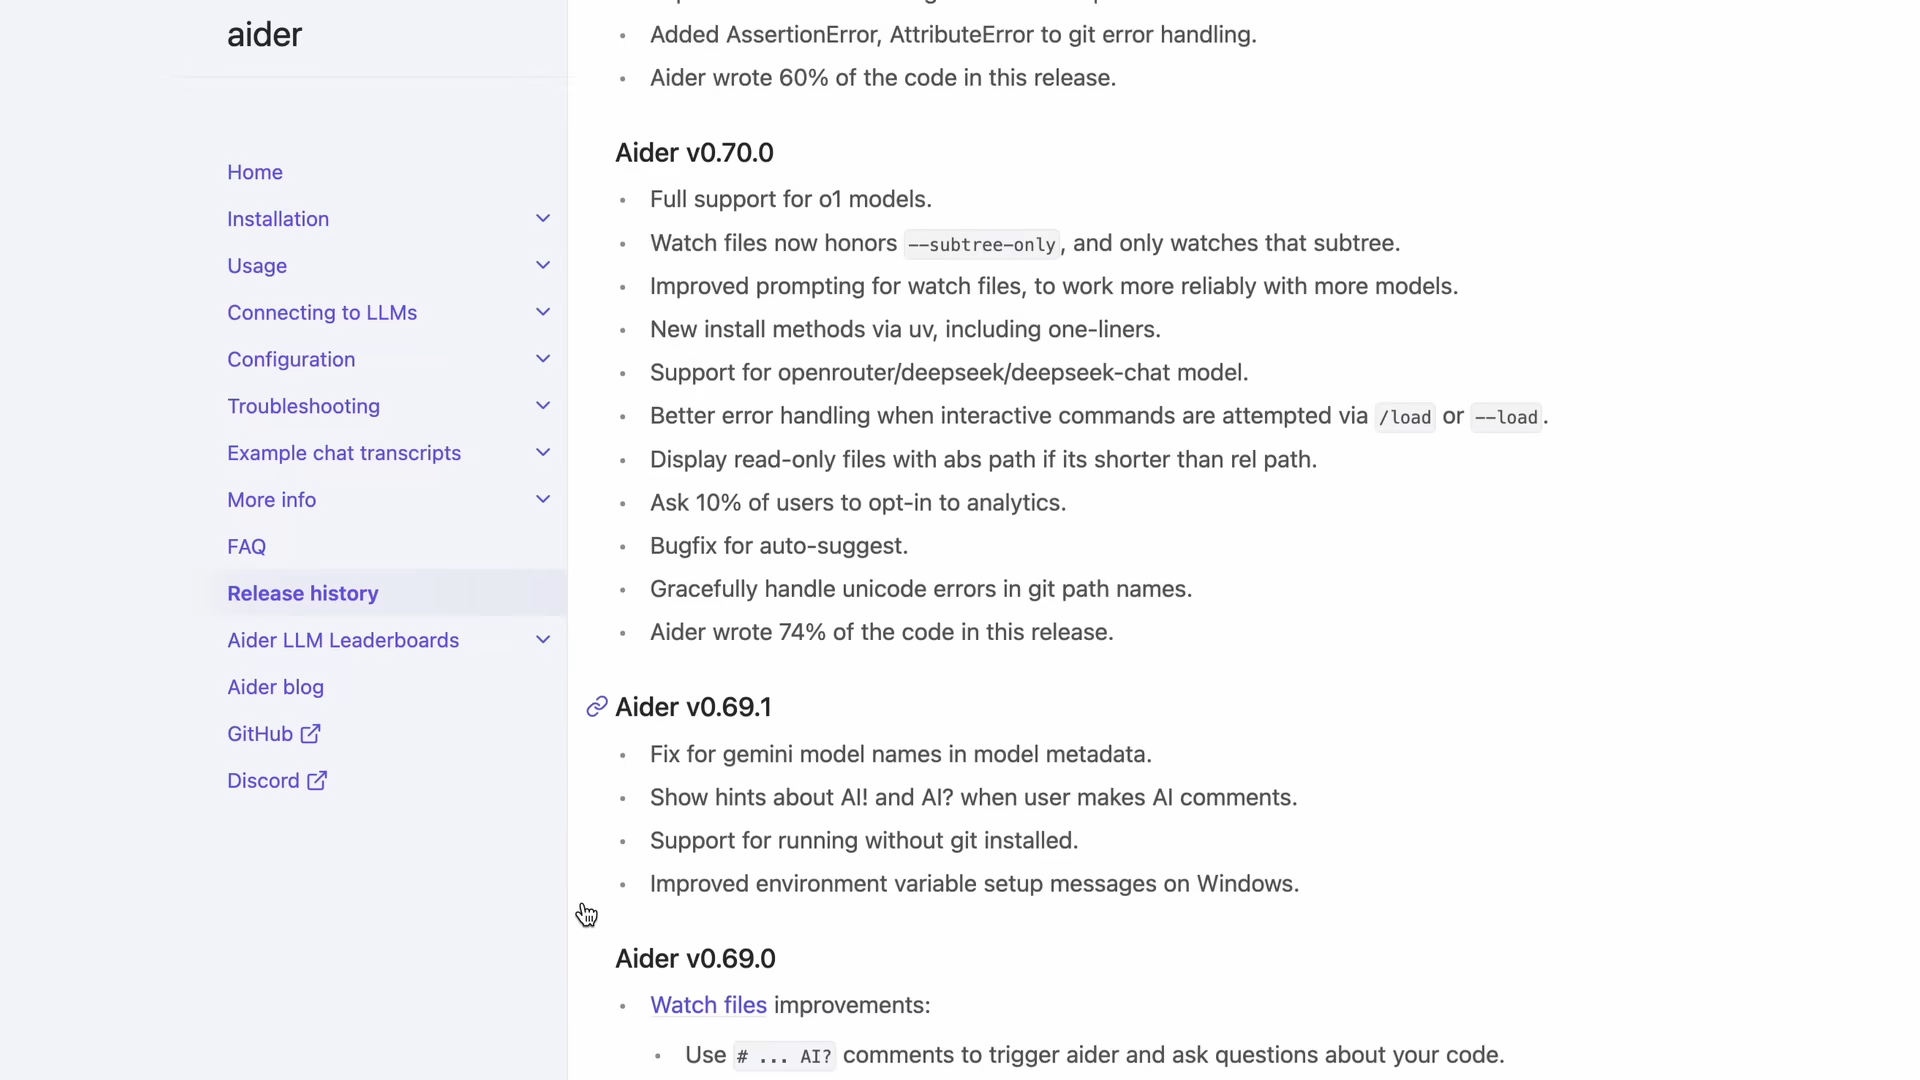 aider
Home
Installation
Usage
Connecting to LLMs
Configuration
Troubleshooting
Example chat transcripts
More info
FAQ
Release history
Aider LLM Leaderboards
Aider blog
GitHub
Discord
Added AssertionError, AttributeError to git error handling.
Aider wrote 60% of the code in this release.
Aider v0.70.0
Full support for o1 models.
Watch files now honors --subtree-only, and only watches that subtree.
Improved prompting for watch files, to work more reliably with more models.
New install methods via uv, including one-liners.
Support for openrouter/deepseek/deepseek-chat model.
Better error handling when interactive commands are attempted via /load or --load.
Display read-only files with abs path if its shorter than rel path.
Ask 10% of users to opt-in to analytics.
Bugfix for auto-suggest.
Gracefully handle unicode errors in git path names.
Aider wrote 74% of the code in this release.
Aider v0.69.1
Fix for gemini model names in model metadata.
Show hints about AI! and AI? when user makes AI comments.
Support for running without git installed.
Improved environment variable setup messages on Windows.
Aider v0.69.0
Watch files improvements:
Use # ... AI? comments to trigger aider and ask questions about your code.